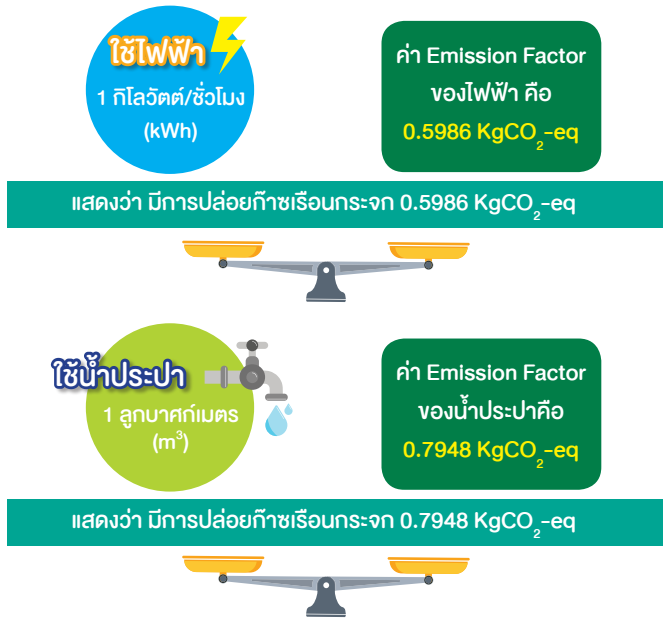 ใช้ไฟฟ้า
1 กิโลวัตต์/ชั่วโมง
(kWh)
ค่า Emission Factor
ของไฟฟ้า คือ
0.5986 KgCO₂-eq
แสดงว่า มีการปล่อยก๊าซเรือนกระจก 0.5986 KgCO₂-eq
ใช้น้ำประปา
1 ลูกบาศก์เมตร
(m³)
ค่า Emission Factor
ของน้ำประปาคือ
0.7948 KgCO₂-eq
แสดงว่า มีการปล่อยก๊าซเรือนกระจก 0.7948 KgCO₂-eq